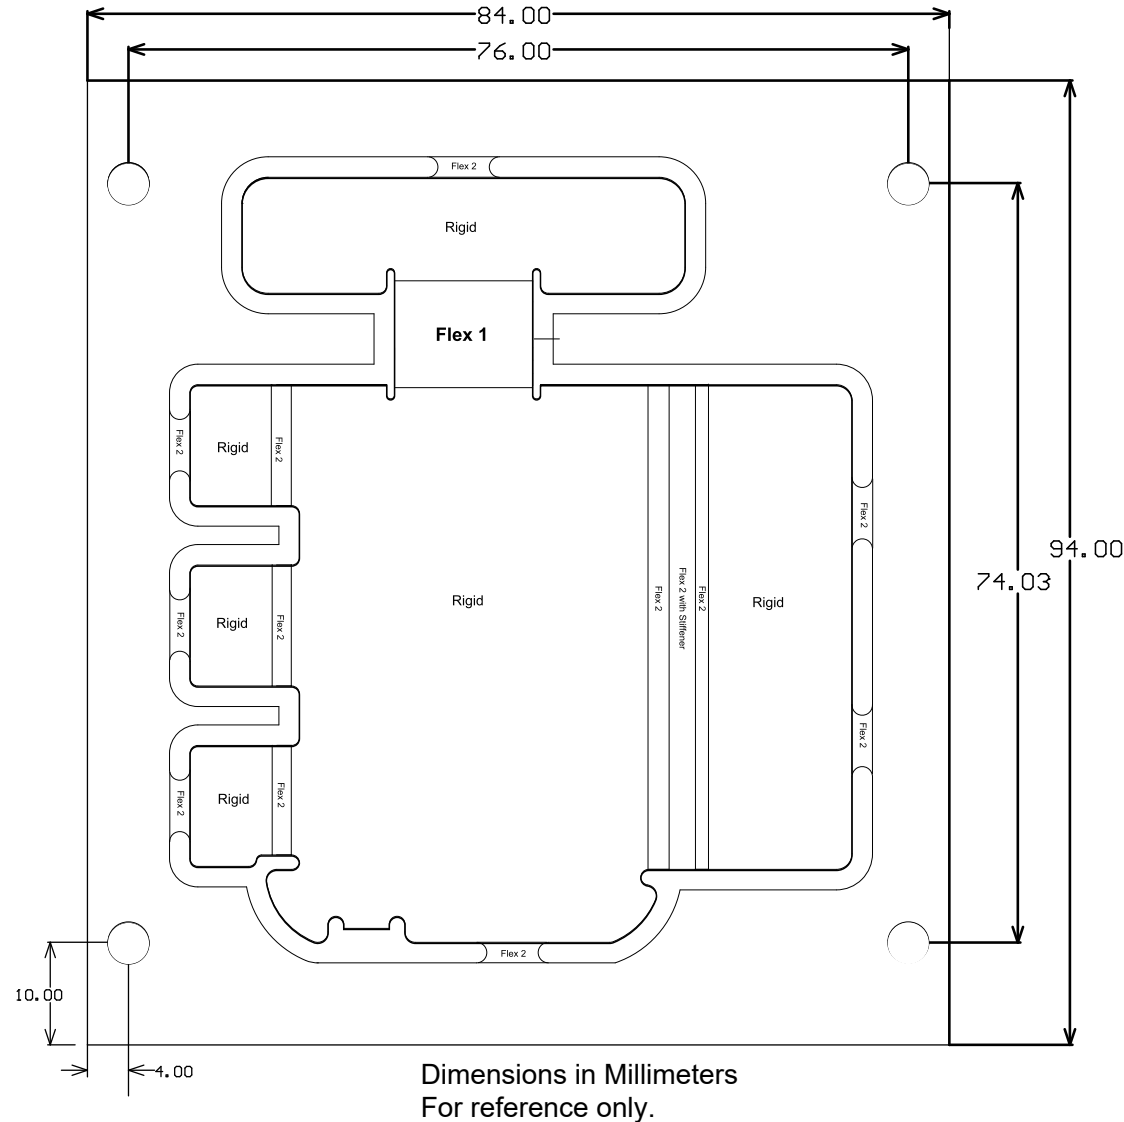 84.00
76.00
Flex 2
Rigid
Flex 1
Flex 2
Rigid
Flex 2
Flex 2
94.00
74.03
Flex 2
Flex 2 with Stiffener
Flex 2
Rigid
Rigid
Flex 2
Rigid
Flex 2
Flex 2
Flex 2
Rigid
Flex 2
Flex 2
10.00
4.00
Dimensions in Millimeters
For reference only.